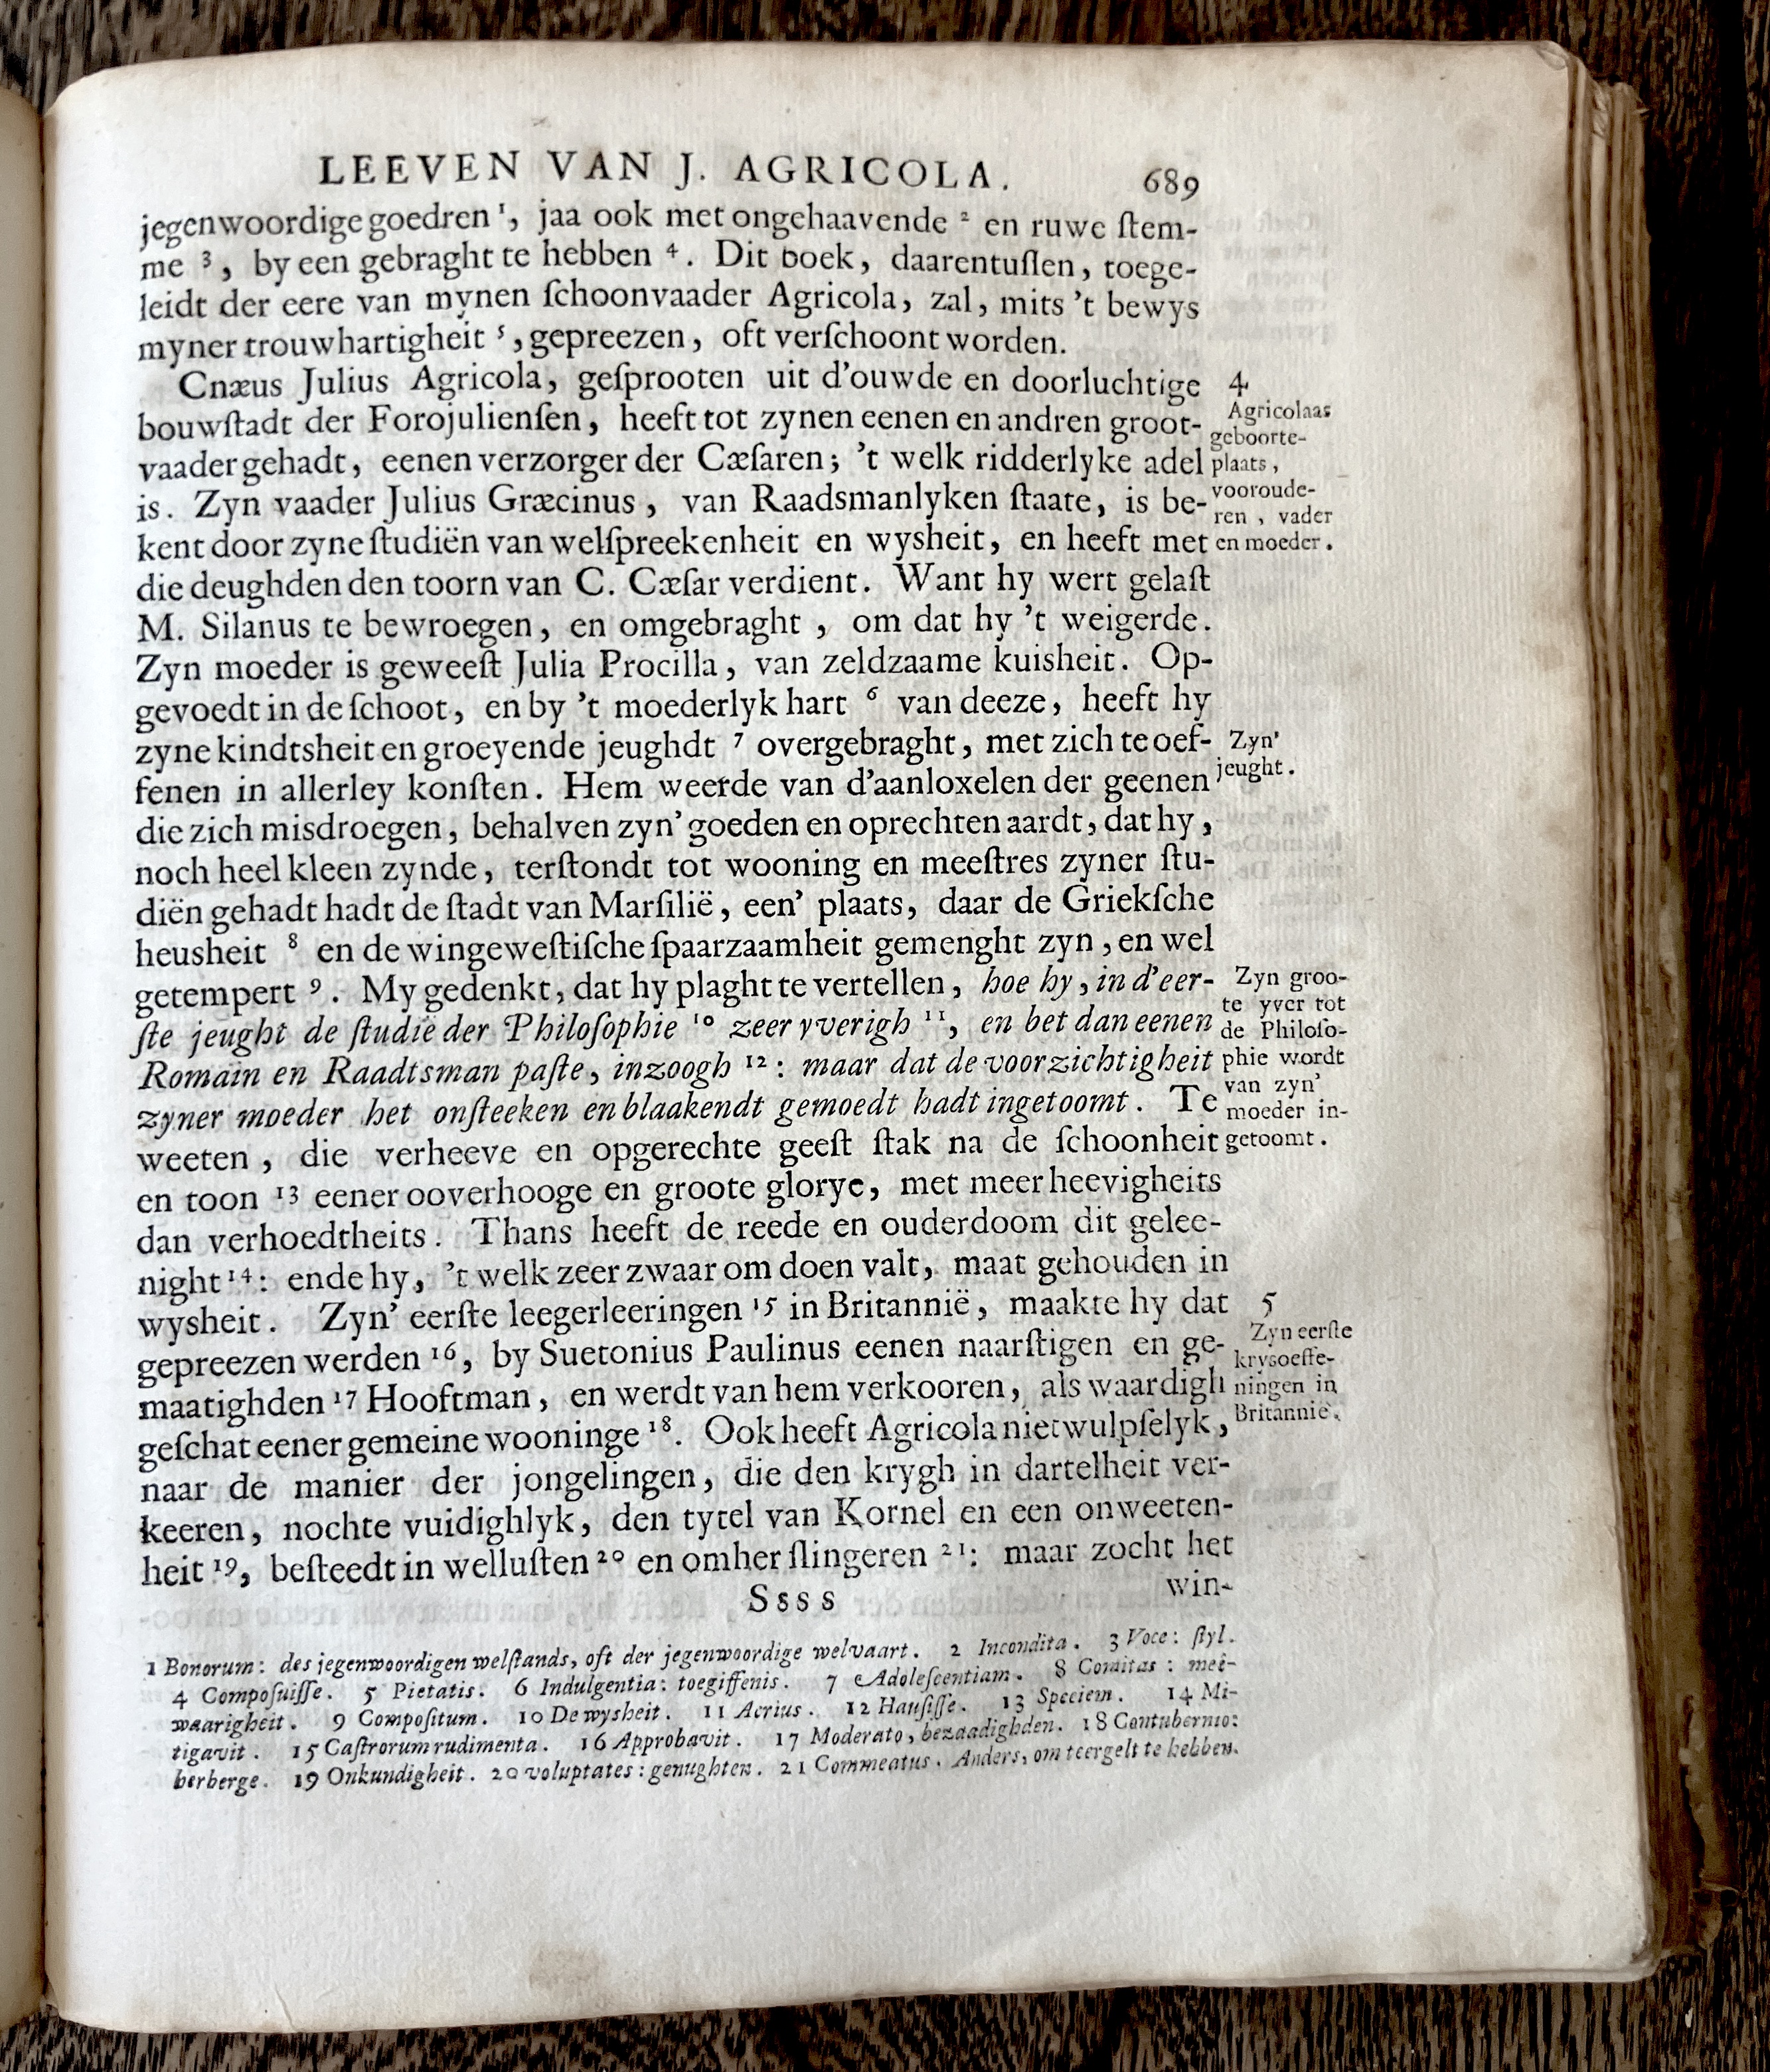 LEEVEN VAN J. AGRICOLA. 689
jegenwoordige goedren ¹, jaa ook met ongehaavende ² en ruwe ſtem-
me ³, by een gebraght te hebben ⁴. Dit boek, daarentuſſen, toege-
leidt der eere van mynen ſchoonvaader Agricola, zal, mits 't bewys
myner trouwhartigheit ⁵, gepreezen, oft verſchoont worden.
Cnæus Julius Agricola, geſprooten uit d'ouwde en doorluchtige
bouwſtadt der Forojulienſen, heeft tot zynen eenen en andren groot-
vaader gehadt, eenen verzorger der Cæſaren; 't welk ridderlyke adel
is. Zyn vaader Julius Græcinus, van Raadsmanlyken ſtaate, is be-
kent door zyne ſtudiën van welſpreekenheit en wysheit, en heeft met
die deughden den toorn van C. Cæſar verdient. Want hy wert gelaſt
M. Silanus te bewroegen, en omgebraght, om dat hy 't weigerde.
Zyn moeder is geweeſt Julia Procilla, van zeldzaame kuisheit. Op-
gevoedt in de ſchoot, en by 't moederlyk hart ⁶ van deeze, heeft hy
zyne kindtsheit en groeyende jeughdt ⁷ overgebraght, met zich te oef-
fenen in allerley konſten. Hem weerde van d'aanloxelen der geenen
die zich misdroegen, behalven zyn' goeden en oprechten aardt, dat hy,
noch heel kleen zynde, terſtondt tot wooning en meeſtres zyner ſtu-
diën gehadt hadt de ſtadt van Marſilië, een' plaats, daar de Griekſche
heusheit ⁸ en de wingeweſtiſche ſpaarzaamheit gemenght zyn, en wel
getempert ⁹. My gedenkt, dat hy plaght te vertellen, hoe hy, in d'eer-
ſte jeught de ſtudie der Philoſophie ¹⁰ zeer yverigh ¹¹, en bet dan eenen
Romain en Raadtsman paſte, inzoogh ¹²: maar dat de voorzichtigheit
zyner moeder het onſteeken en blaakendt gemoedt hadt ingetoomt. Te
weeten, die verheeve en opgerechte geeſt ſtak na de ſchoonheit
en toon ¹³ eener ooverhooge en groote glorye, met meer heevigheits
dan verhoedtheits. Thans heeft de reede en ouderdoom dit gelee-
night ¹⁴: ende hy, 't welk zeer zwaar om doen valt, maat gehouden in
wysheit. Zyn' eerſte leegerleeringen ¹⁵ in Britannië, maakte hy dat
gepreezen werden ¹⁶, by Suetonius Paulinus eenen naarſtigen en ge-
maatighden ¹⁷ Hooftman, en werdt van hem verkooren, als waardigh
geſchat eener gemeine wooninge ¹⁸. Ook heeft Agricola niet wulpſelyk,
naar de manier der jongelingen, die den krygh in dartelheit ver-
keeren, nochte vuidighlyk, den tytel van Kornel en een onweeten-
heit ¹⁹, beſteedt in welluſten ²⁰ en omher ſlingeren ²¹: maar zocht het
Ssss win-
4
Agricolaas
geboorte-
plaats,
vooroude-
ren, vader
en moeder.
Zyn'
jeught.
Zyn groo-
te yver tot
de Philoſo-
phie wordt
van zyn'
moeder in-
getoomt.
5
Zyn eerſte
krysoeffe-
ningen in
Britannie.
1 Bonorum: des jegenwoordigen welſtands, oft der jegenwoordige welvaart. 2 Incondita. 3 Voce: ſtyl.
4 Compoſuiſſe. 5 Pietatis. 6 Indulgentia: toegiffenis. 7 Adoleſcentiam. 8 Comitas: mee-
waarigheit. 9 Compoſitum. 10 De wysheit. 11 Acrius. 12 Hauſiſſe. 13 Speciem. 14 Mi-
tigavit. 15 Caſtrorum rudimenta. 16 Approbavit. 17 Moderato, bezaadighden. 18 Contubernio:
herberge. 19 Onkundigheit. 20 voluptates: genughten. 21 Commeatus. Anders, om teergelt te hebben.